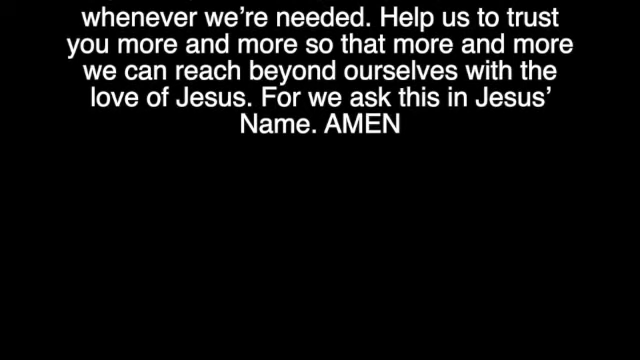 whenever we’re needed. Help us to trust
you more and more so that more and more
we can reach beyond ourselves with the
love of Jesus. For we ask this in Jesus’
Name. AMEN